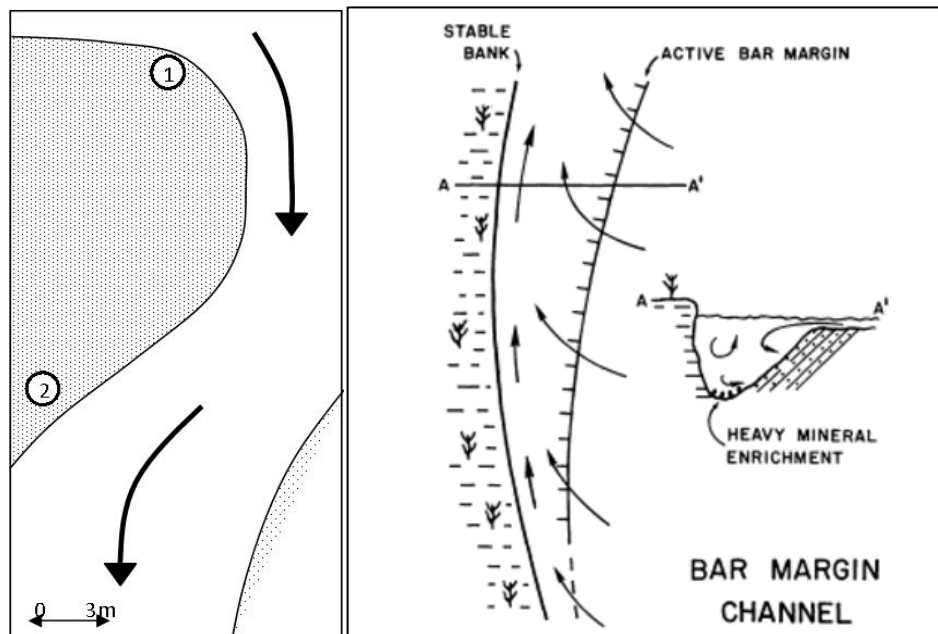 1
2
0 3m
STABLE
BANK
ACTIVE BAR MARGIN
A A'
A A'
HEAVY MINERAL
ENRICHMENT
BAR MARGIN
CHANNEL